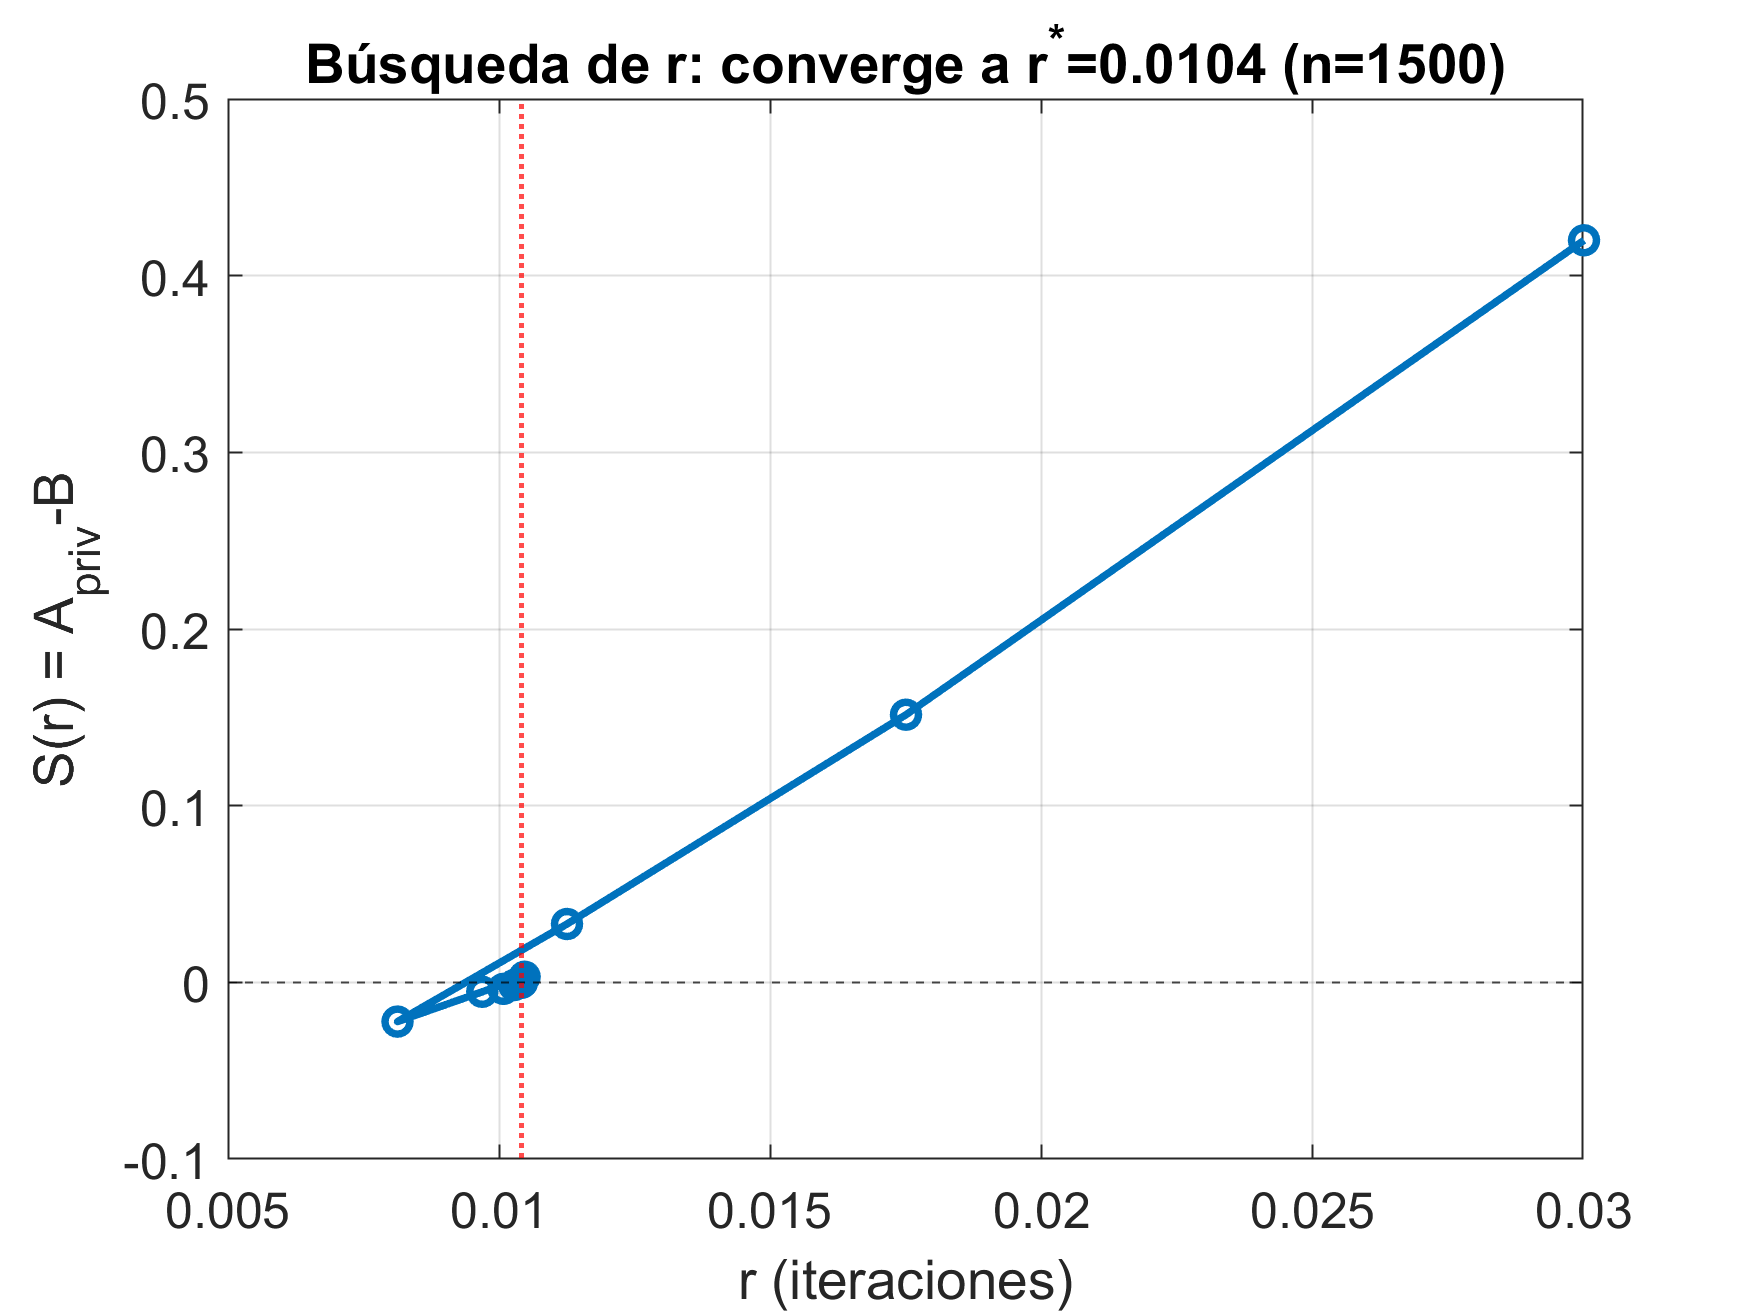 Búsqueda de r: converge a r*=0.0104 (n=1500)
0.5
0.4
0.3
0.2
0.1
0
-0.1
S(r) = A_priv-B
0.005 0.01 0.015 0.02 0.025 0.03
r (iteraciones)